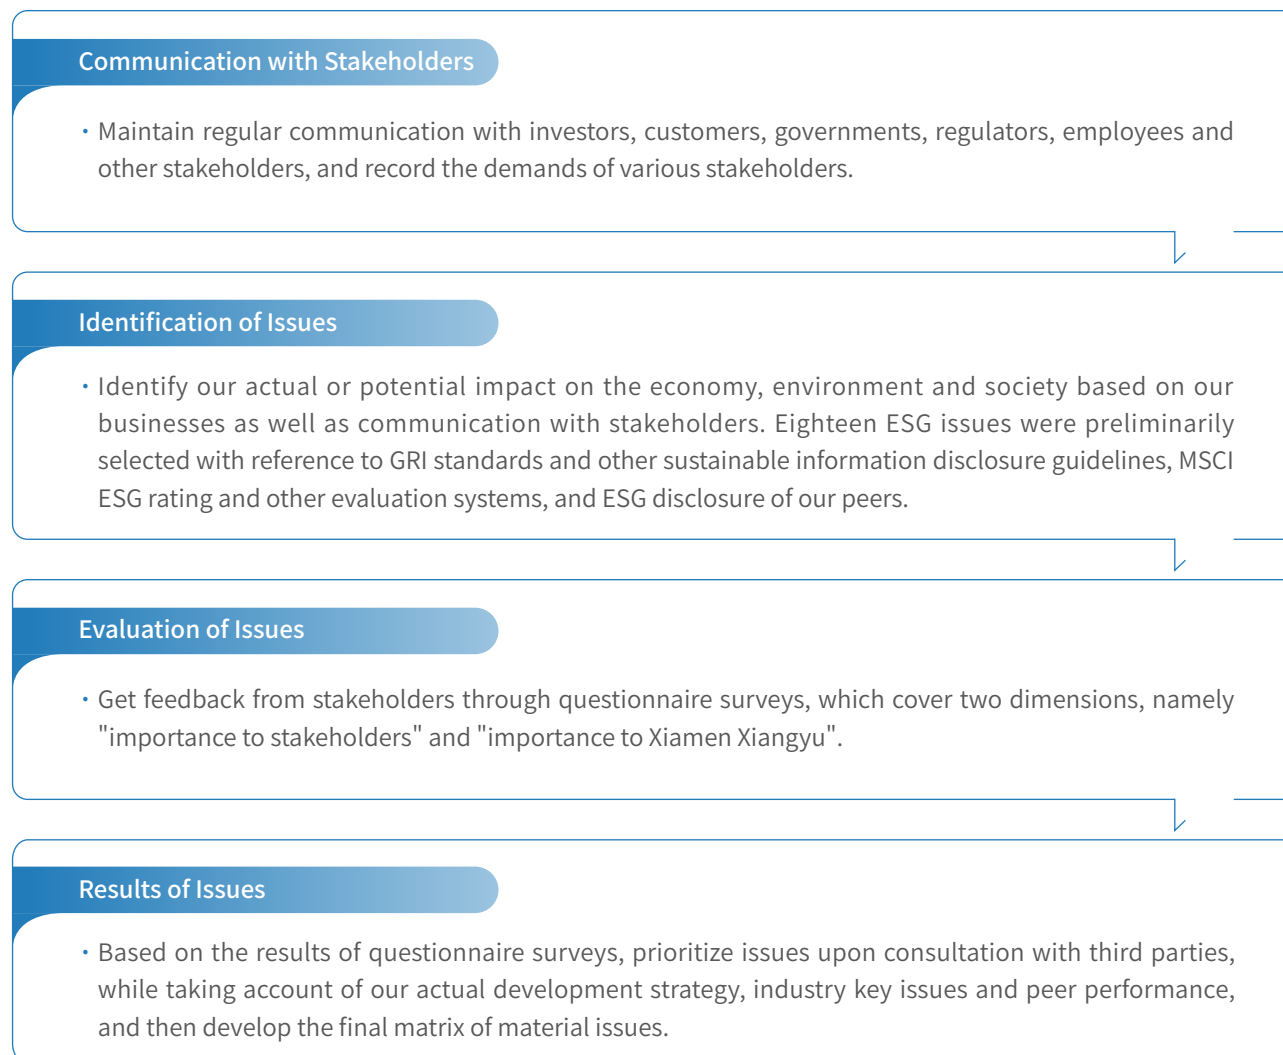 Communication with Stakeholders
· Maintain regular communication with investors, customers, governments, regulators, employees and
other stakeholders, and record the demands of various stakeholders.
Identification of Issues
· Identify our actual or potential impact on the economy, environment and society based on our
businesses as well as communication with stakeholders. Eighteen ESG issues were preliminarily
selected with reference to GRI standards and other sustainable information disclosure guidelines, MSCI
ESG rating and other evaluation systems, and ESG disclosure of our peers.
Evaluation of Issues
· Get feedback from stakeholders through questionnaire surveys, which cover two dimensions, namely
"importance to stakeholders" and "importance to Xiamen Xiangyu".
Results of Issues
· Based on the results of questionnaire surveys, prioritize issues upon consultation with third parties,
while taking account of our actual development strategy, industry key issues and peer performance,
and then develop the final matrix of material issues.